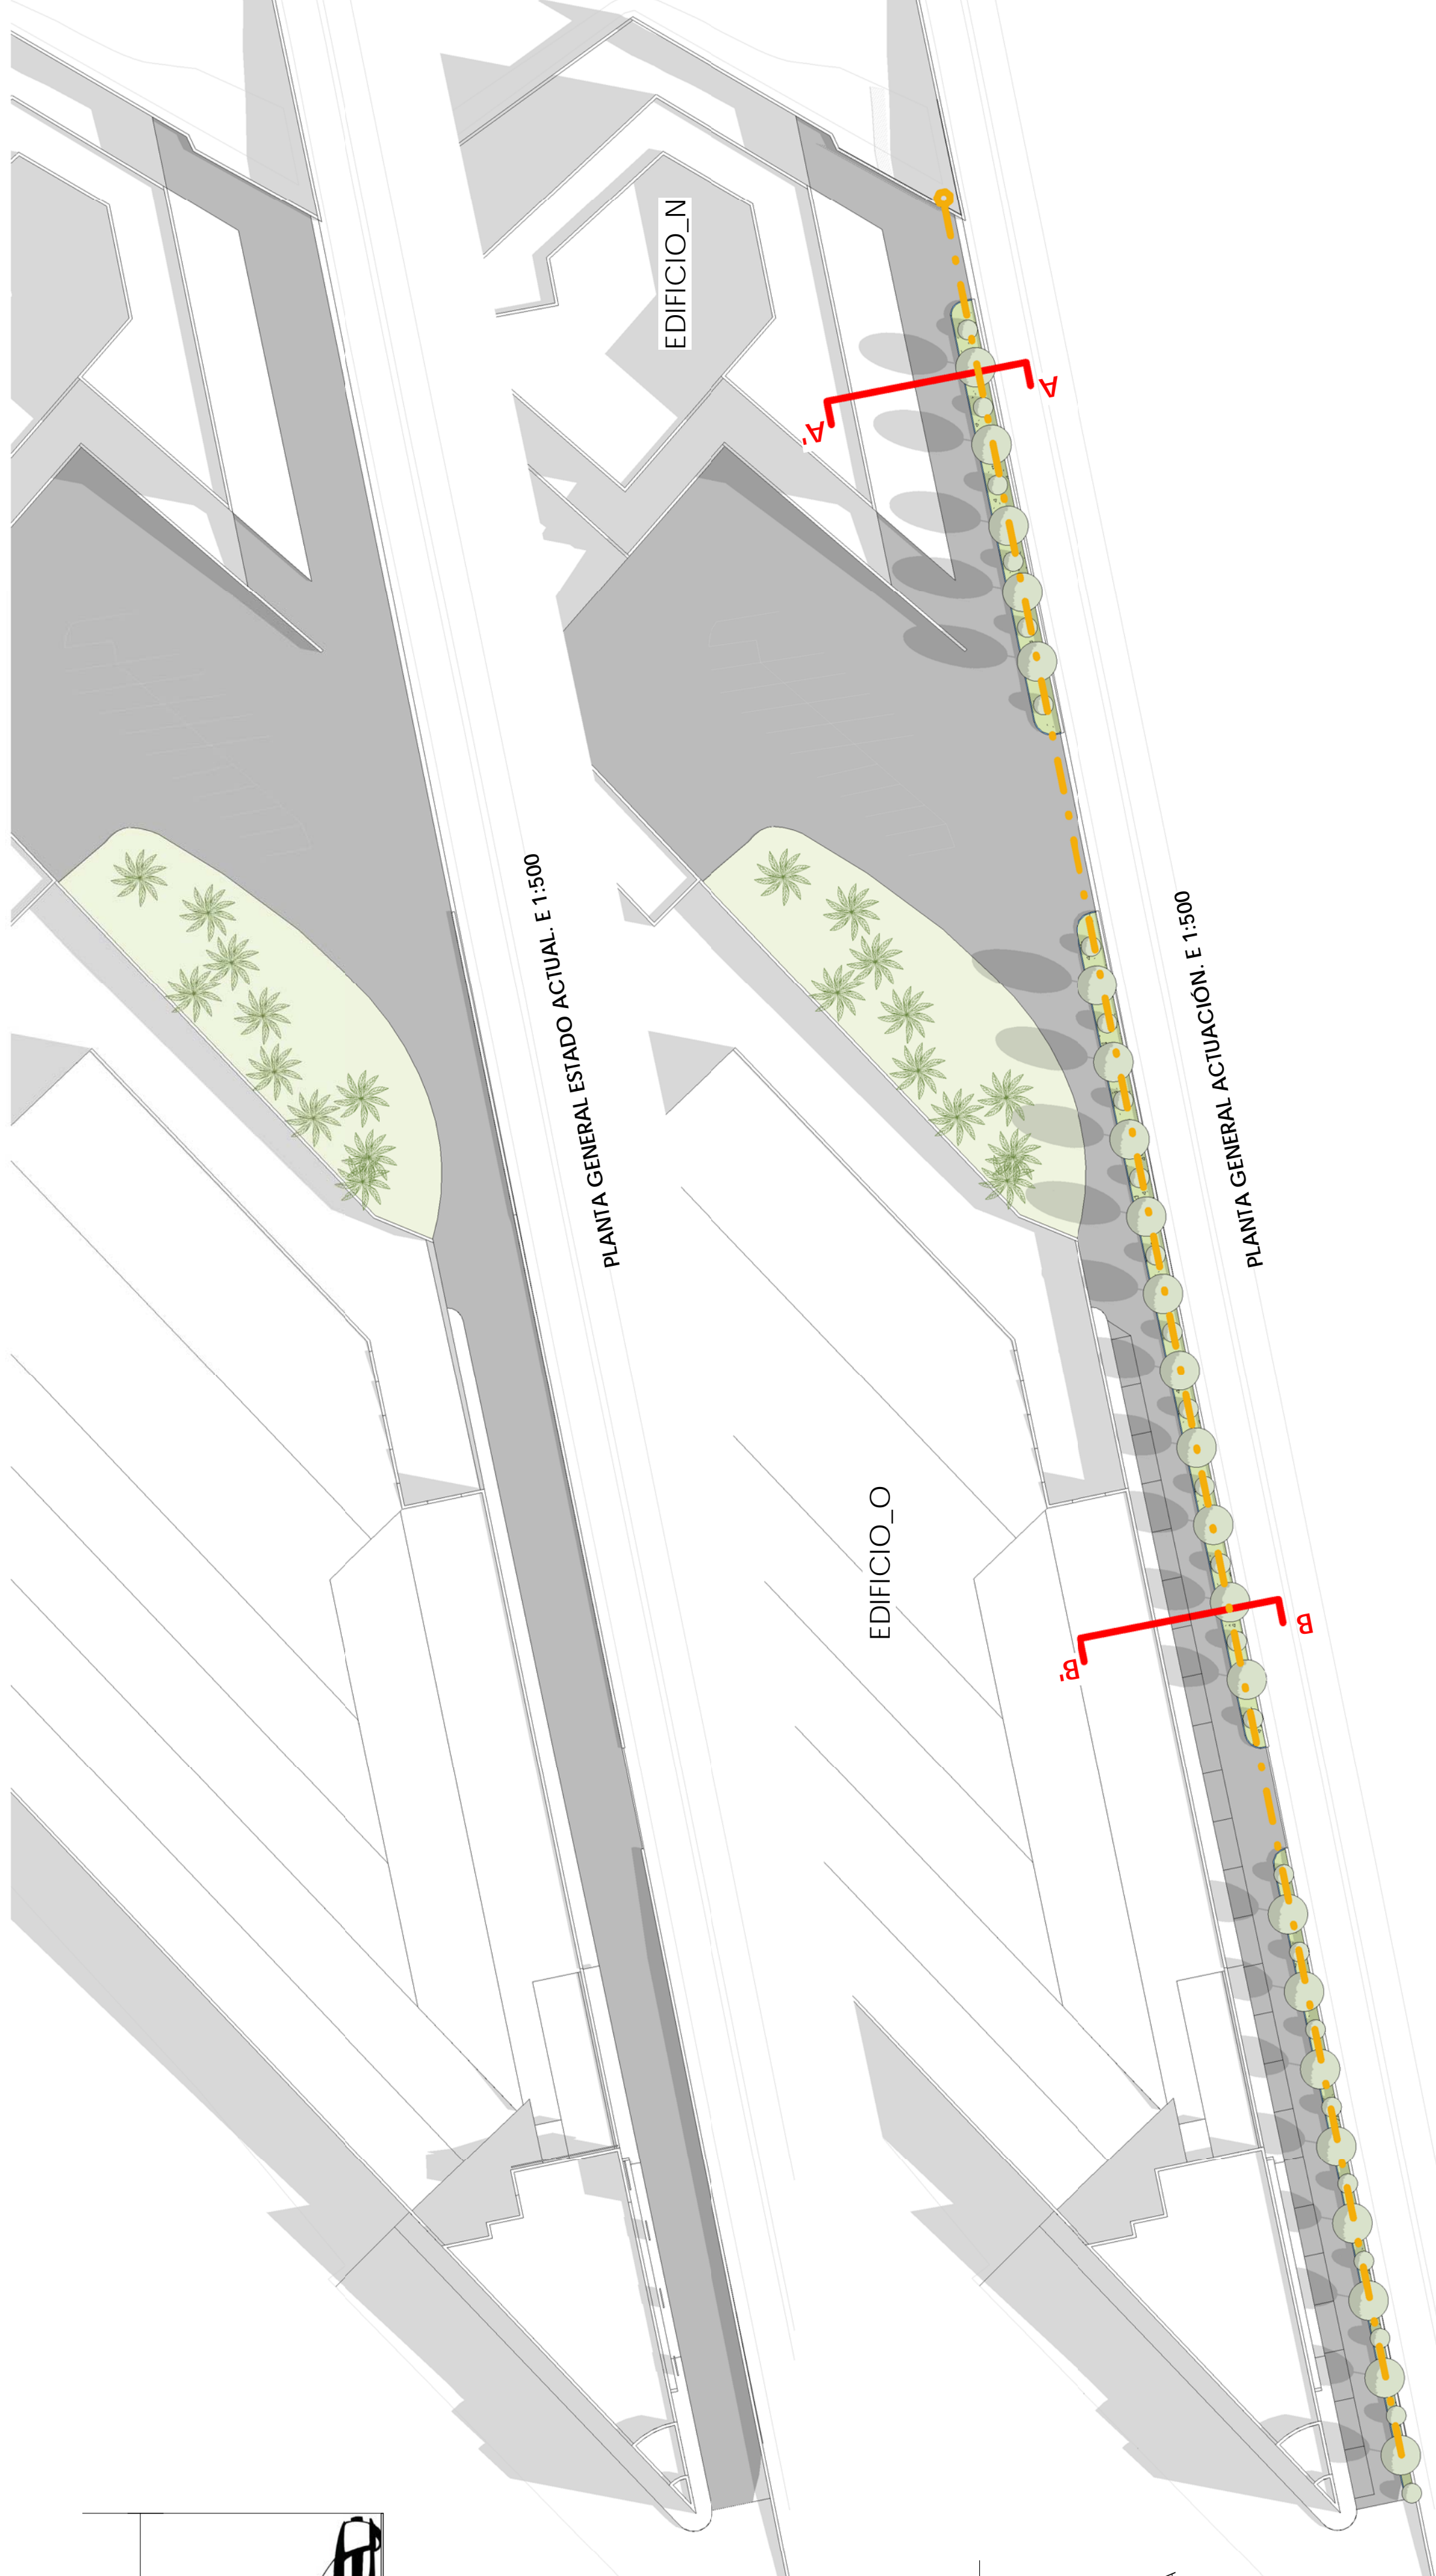 EDIFICIO_N
A
A'
PLANTA GENERAL ESTADO ACTUAL. E 1:500
PLANTA GENERAL ACTUACIÓN. E 1:500
EDIFICIO_O
B
B'